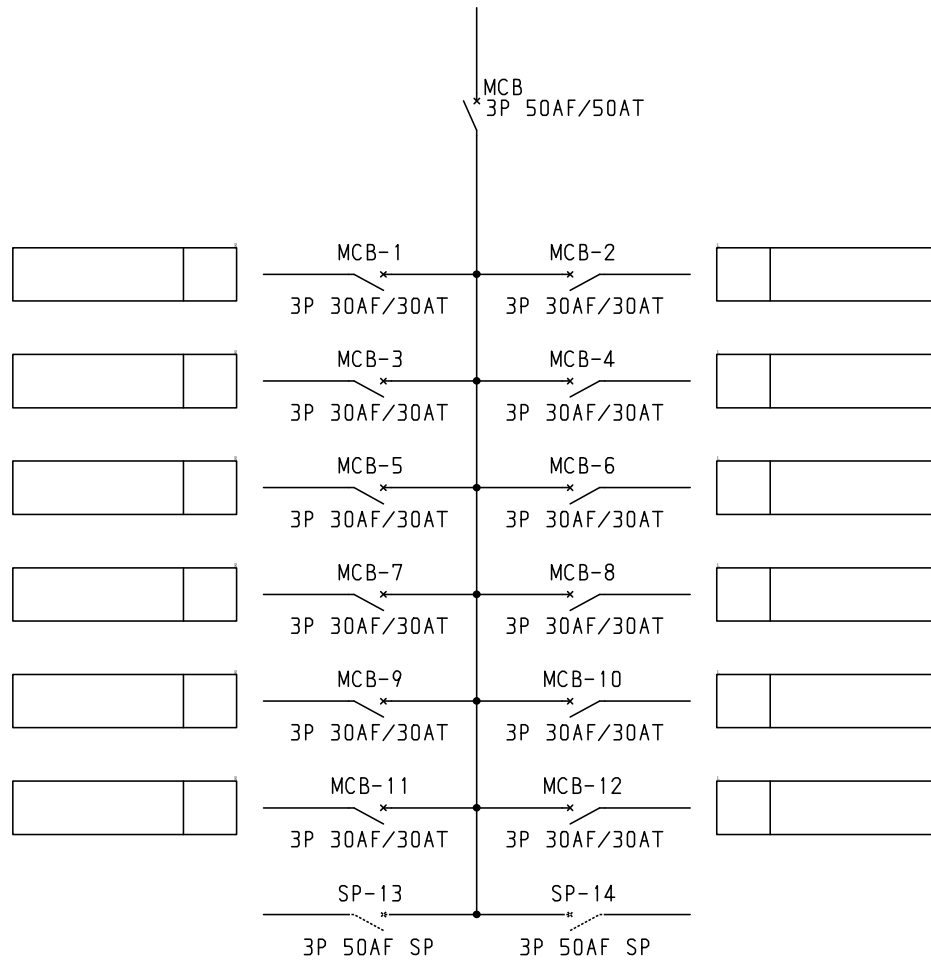 MCB
3P 50AF/50AT
MCB-1 MCB-2
3P 30AF/30AT 3P 30AF/30AT
MCB-3 MCB-4
3P 30AF/30AT 3P 30AF/30AT
MCB-5 MCB-6
3P 30AF/30AT 3P 30AF/30AT
MCB-7 MCB-8
3P 30AF/30AT 3P 30AF/30AT
MCB-9 MCB-10
3P 30AF/30AT 3P 30AF/30AT
MCB-11 MCB-12
3P 30AF/30AT 3P 30AF/30AT
SP-13 SP-14
3P 50AF SP 3P 50AF SP